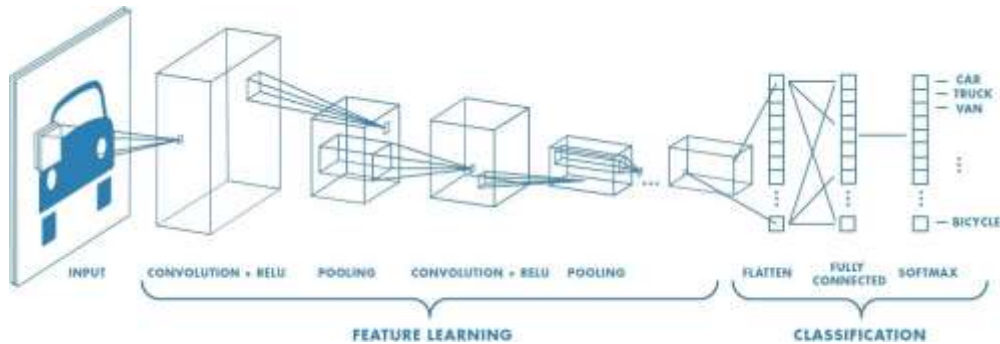 CAR
TRUCK
VAN
BICYCLE
INPUT
CONVOLUTION + RELU
POOLING
CONVOLUTION + RELU
POOLING
FLATTEN
FULLY
CONNECTED
SOFTMAX
FEATURE LEARNING
CLASSIFICATION